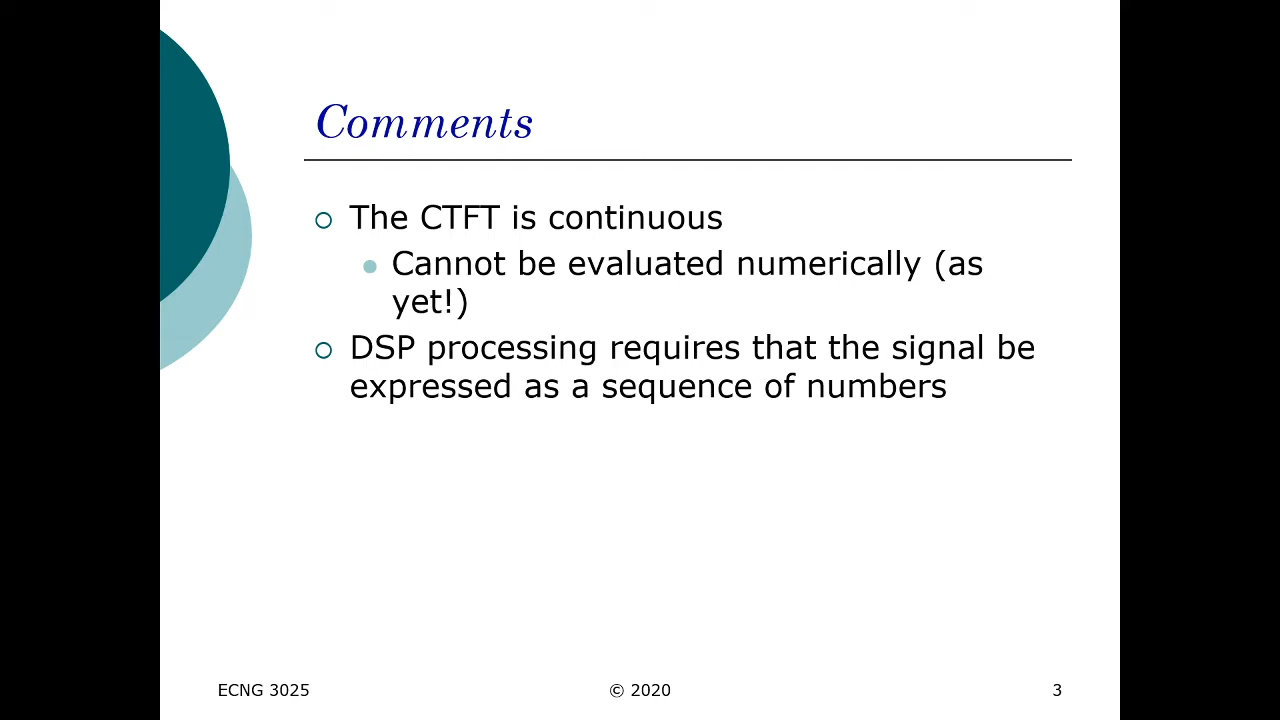 Comments
The CTFT is continuous
Cannot be evaluated numerically (as
yet!)
DSP processing requires that the signal be
expressed as a sequence of numbers
ECNG 3025
© 2020
3